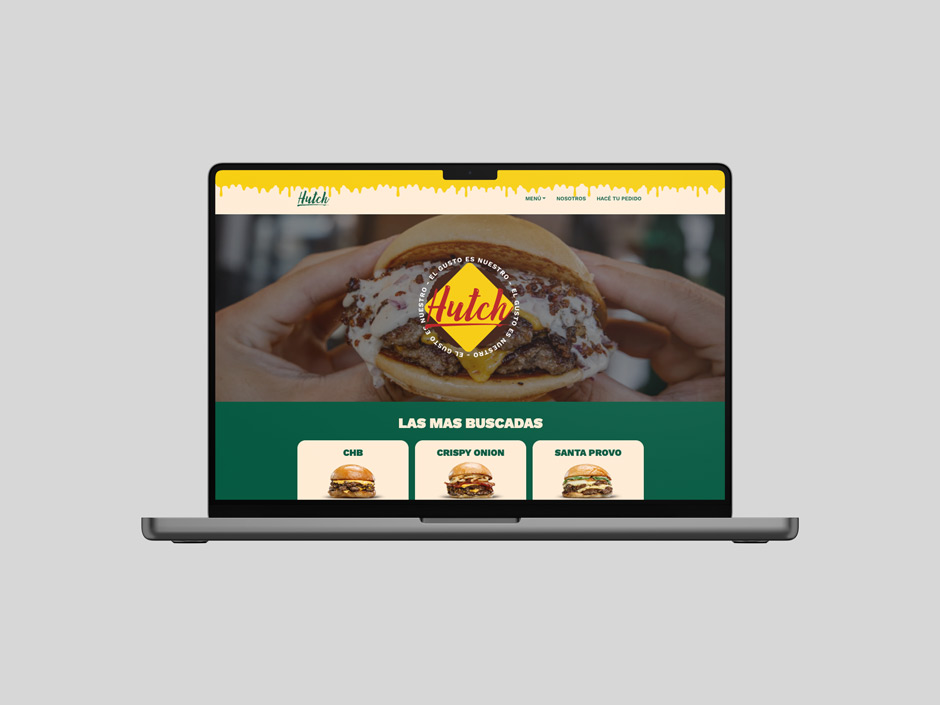 Hutch
MENÚ
NOSOTROS
HACÉ TU PEDIDO
EL GUSTO ES NUESTRO - EL GUSTO ES NUESTRO - EL GUSTO ES NUESTRO -
Hutch
LAS MAS BUSCADAS
CHB
CRISPY ONION
SANTA PROVO